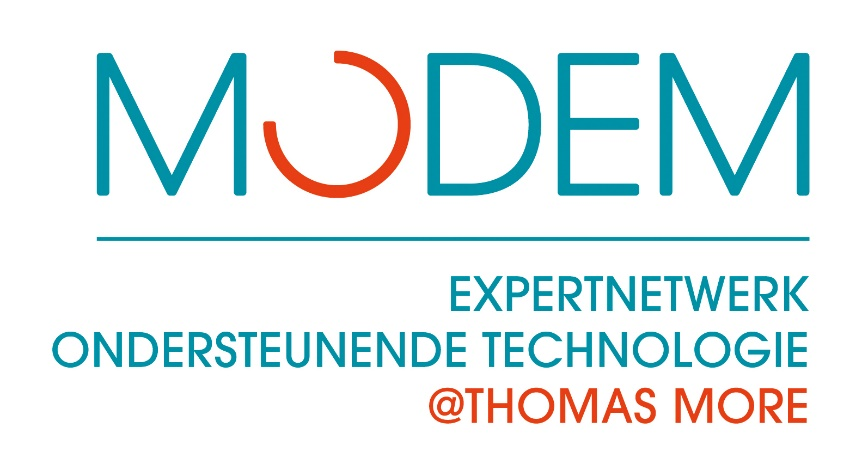 MODEM
EXPERTNETWERK
ONDERSTEUNENDE TECHNOLOGIE
@THOMAS MORE